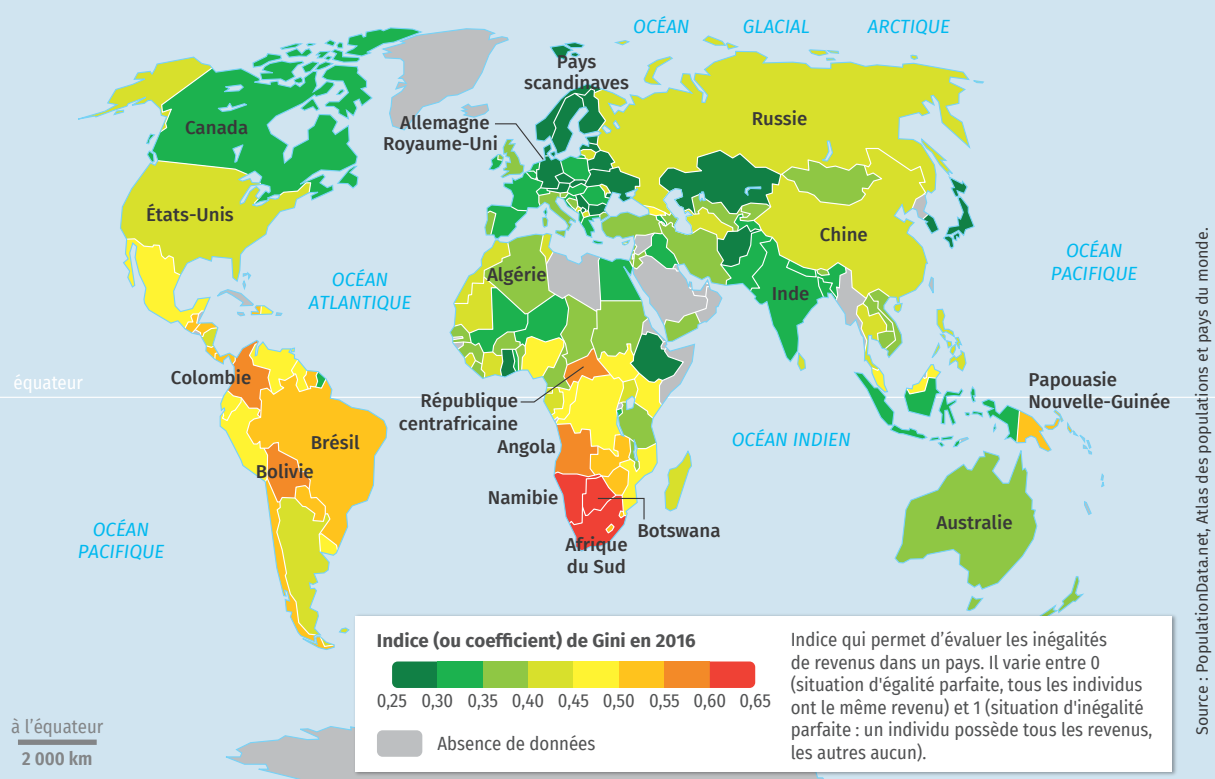 OCÉAN GLACIAL ARCTIQUE
Pays
scandinaves
Allemagne
Royaume-Uni
Canada
Russie
États-Unis
Chine
OCÉAN
PACIFIQUE
OCÉAN
ATLANTIQUE
Algérie
Inde
Colombie
équateur
République
centrafricaine
Papouasie
Nouvelle-Guinée
Brésil
Angola
OCÉAN INDIEN
Bolivie
Namibie
Botswana
Australie
OCÉAN
PACIFIQUE
Afrique
du Sud
Indice (ou coefficient) de Gini en 2016
0,25 0,30 0,35 0,40 0,45 0,50 0,55 0,60 0,65
Absence de données
Indice qui permet d'évaluer les inégalités
de revenus dans un pays. Il varie entre 0
(situation d'égalité parfaite, tous les individus
ont le même revenu) et 1 (situation d'inégalité
parfaite : un individu possède tous les revenus,
les autres aucun).
à l'équateur
2 000 km
Source : PopulationData.net, Atlas des populations et pays du monde.